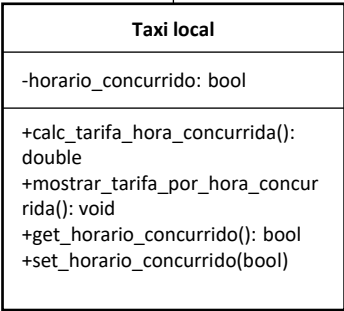 Taxi local
-horario_concurrido: bool
+calc_tarifa_hora_concurrida():
double
+mostrar_tarifa_por_hora_concur
rida(): void
+get_horario_concurrido(): bool
+set_horario_concurrido(bool)